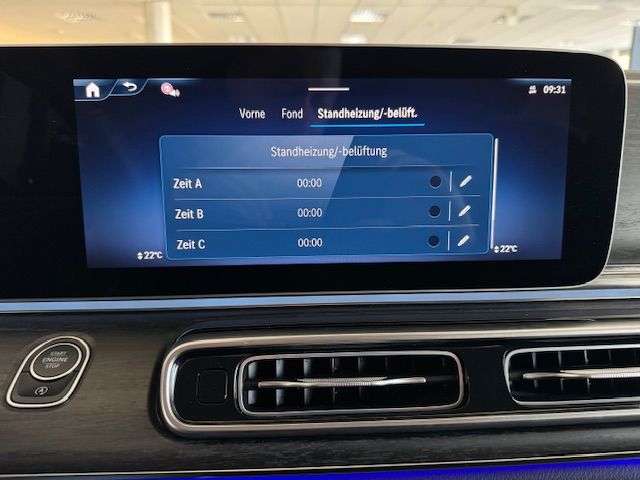 09:31
Vorne Fond Standheizung/-belüft.
Standheizung/-belüftung
Zeit A 00:00
Zeit B 00:00
Zeit C 00:00
22°C 22°C
START
ENGINE
STOP